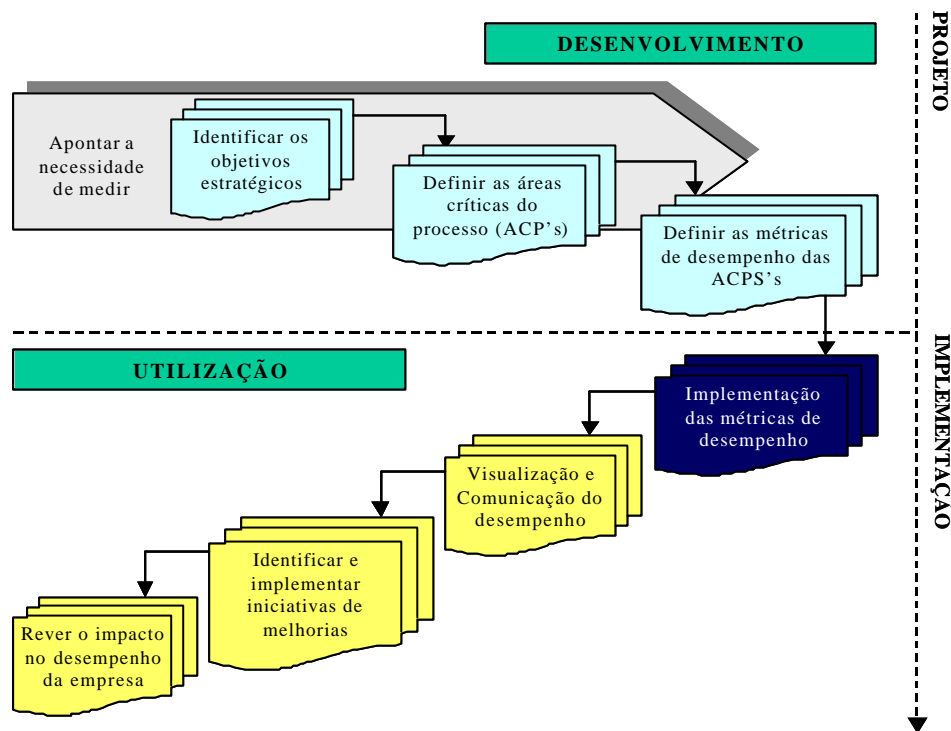 DESENVOLVIMENTO
PROJETO
Apontar a
necessidade
de medir
Identificar os
objetivos
estratégicos
Definir as áreas
críticas do
processo (ACP's)
Definir as métricas
de desempenho das
ACPS's
UTILIZAÇÃO
IMPLEMENTAÇAO
Implementação
das métricas de
desempenho
Visualização e
Comunicação do
desempenho
Identificar e
implementar
iniciativas de
melhorias
Rever o impacto
no desempenho
da empresa